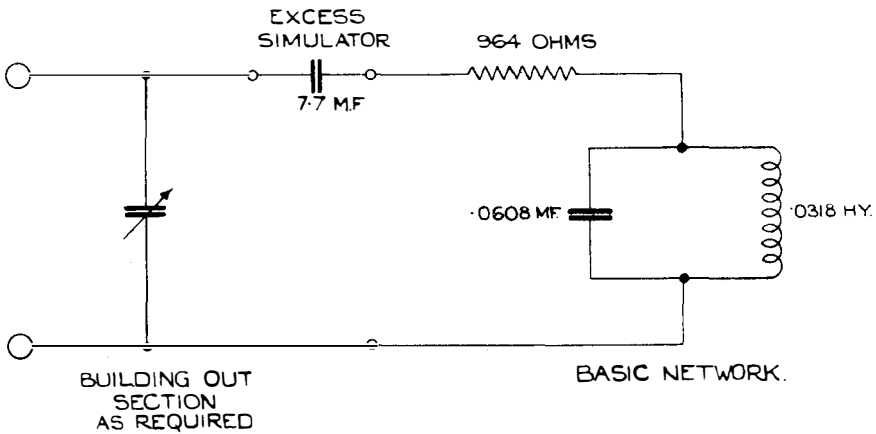 EXCESS
SIMULATOR
964 OHMS
7.7 M.F
.0608 MF.
.0318 HY.
BUILDING OUT
SECTION
AS REQUIRED
BASIC NETWORK.